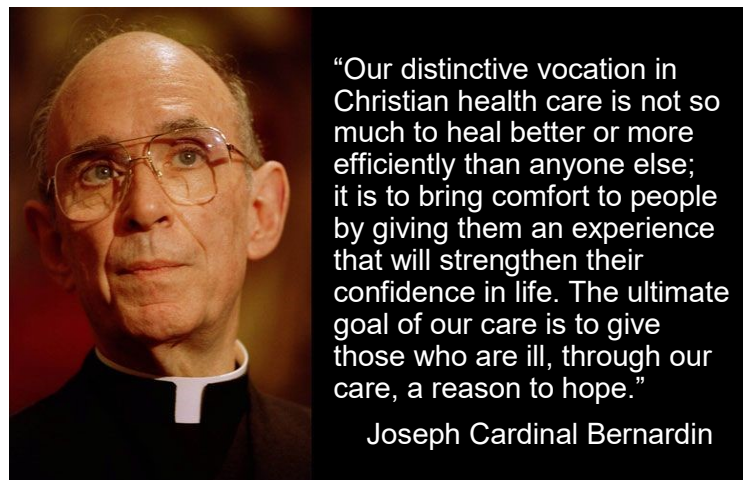 “Our distinctive vocation in
Christian health care is not so
much to heal better or more
efficiently than anyone else;
it is to bring comfort to people
by giving them an experience
that will strengthen their
confidence in life. The ultimate
goal of our care is to give
those who are ill, through our
care, a reason to hope.”
Joseph Cardinal Bernardin